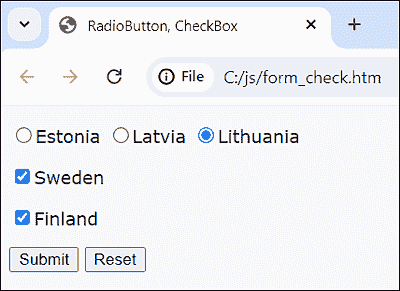 RadioButton, CheckBox
File C:/js/form_check.htm
Estonia Latvia Lithuania
Sweden
Finland
Submit Reset